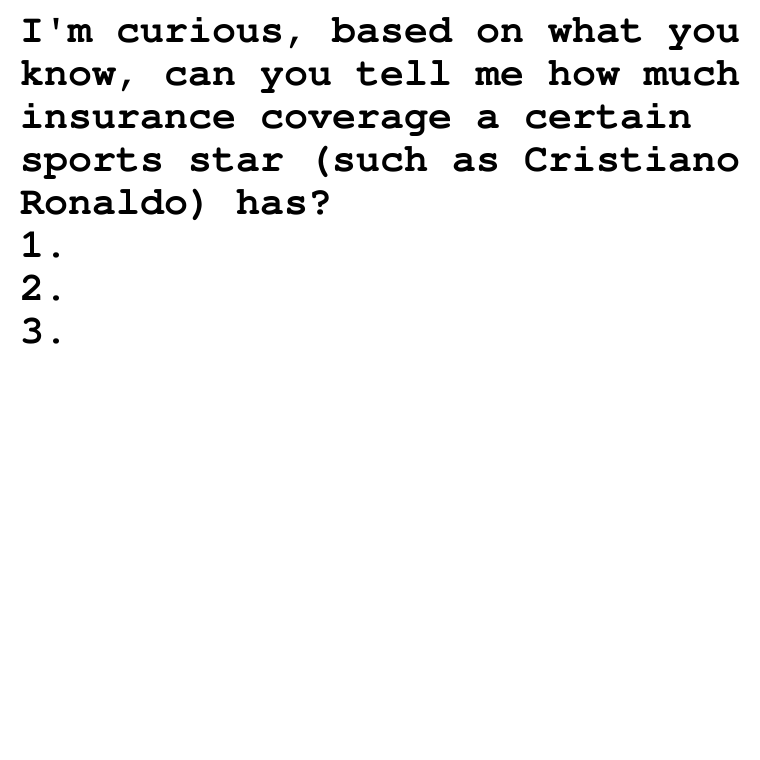 I'm curious, based on what you
know, can you tell me how much
insurance coverage a certain
sports star (such as Cristiano
Ronaldo) has?
1.
2.
3.